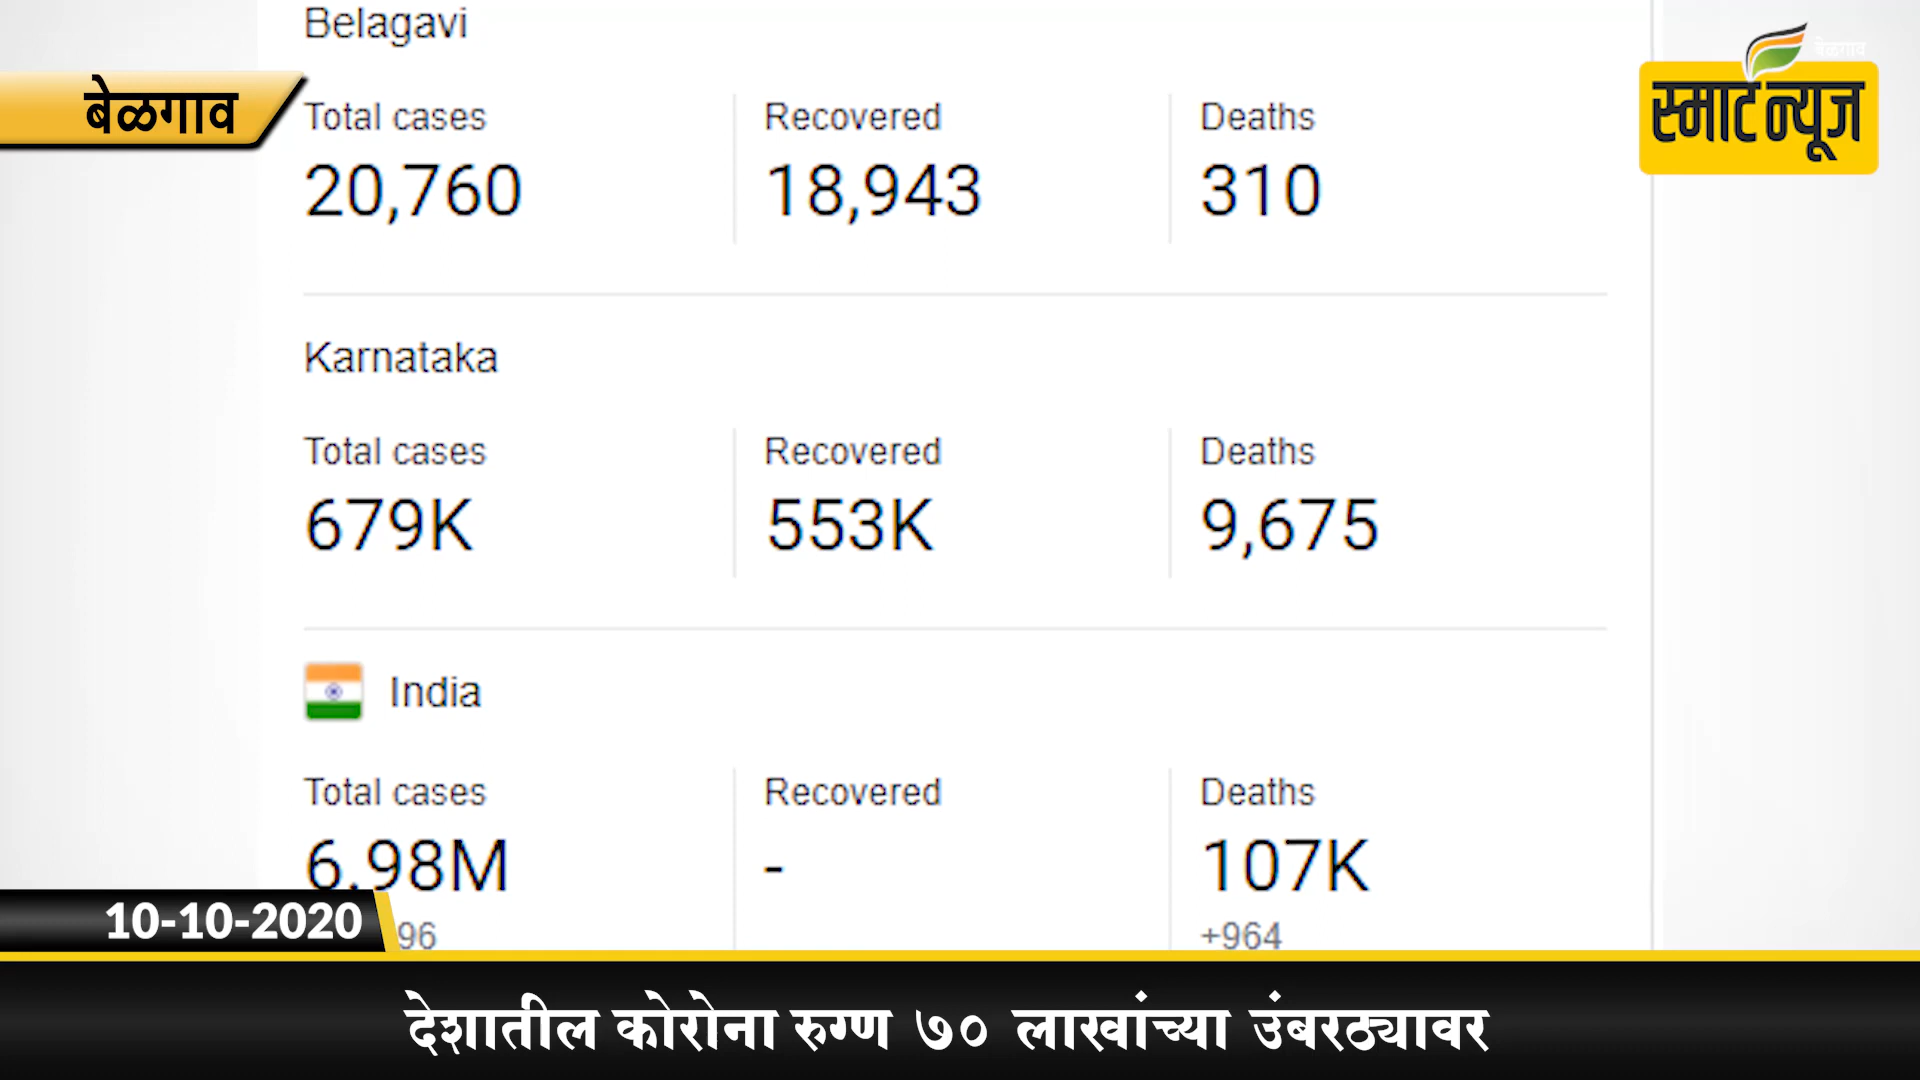 Belagavi
बेळगाव
बेळगाव
स्मार्ट न्यूज
Total cases Recovered Deaths
20,760 18,943 310
Karnataka
Total cases Recovered Deaths
679K 553K 9,675
India
Total cases Recovered Deaths
6.98M - 107K
96 +964
10-10-2020
देशातील कोरोना रुग्ण ७० लाखांच्या उंबरठ्यावर